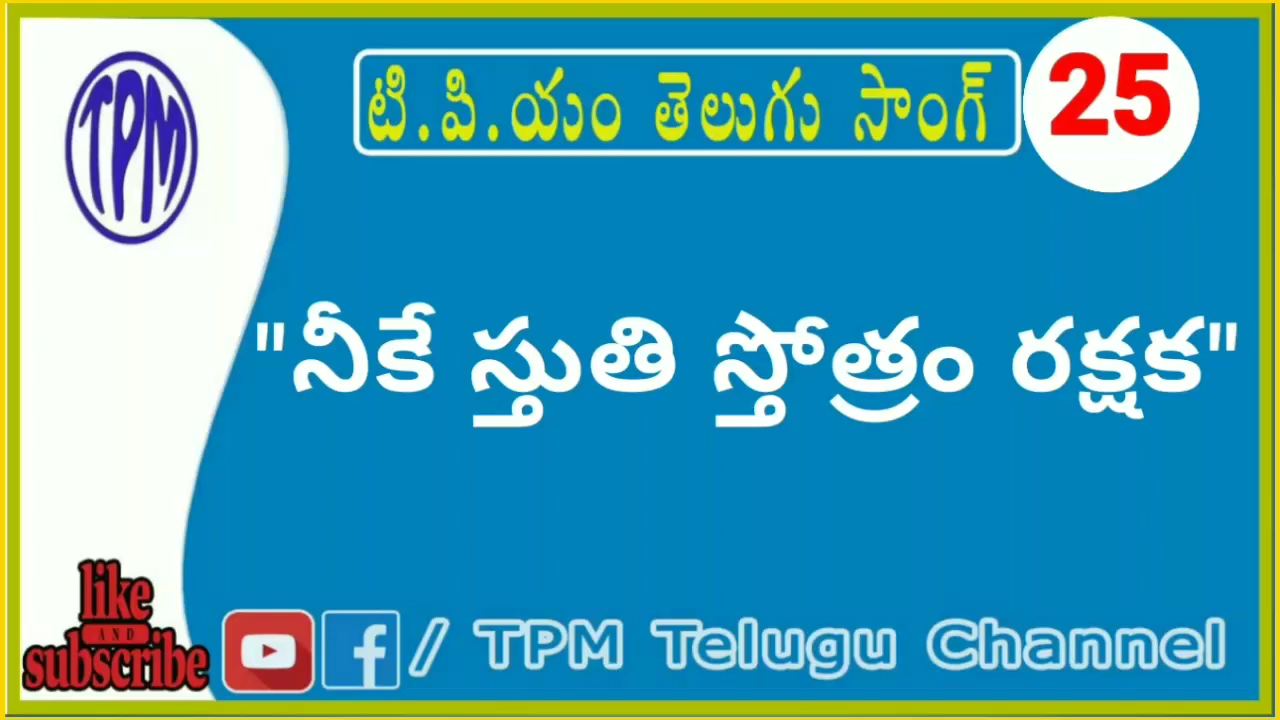 TPM
టి.పి.యం తెలుగు సాంగ్ 25
"నీకే స్తుతి స్తోత్రం రక్షక"
like
AND
subscribe
f / TPM Telugu Channel